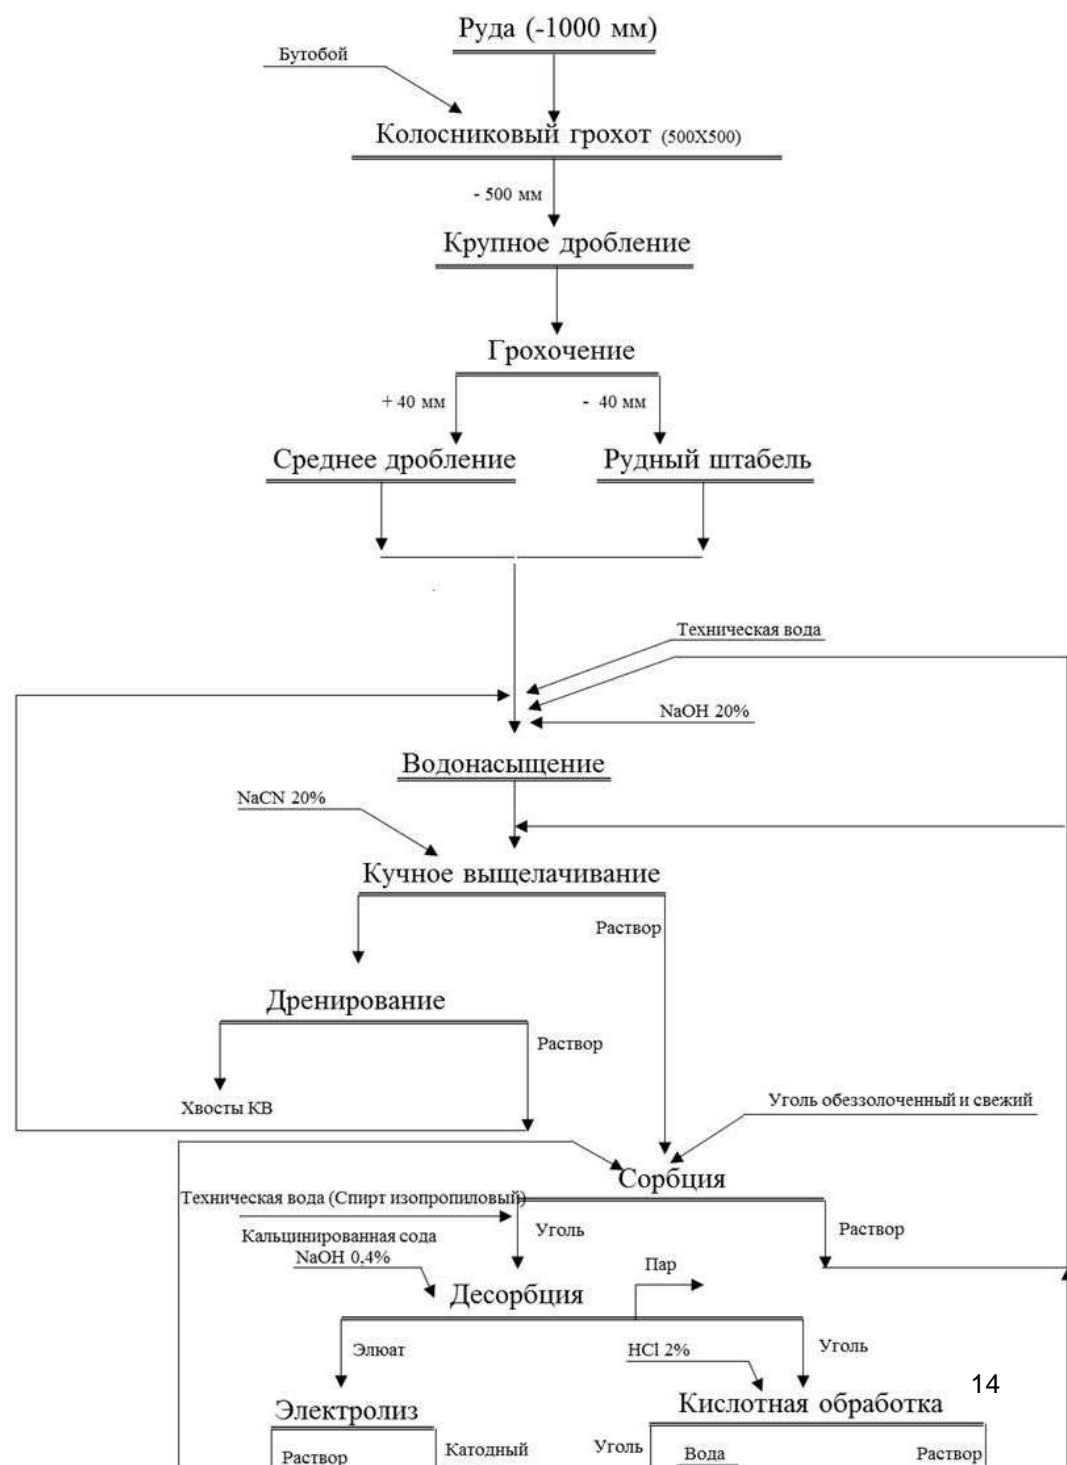 Руда (-1000 мм)
Бутобой
Колосниковый грохот (500X500)
- 500 мм
Крупное дробление
Грохочение
+ 40 мм
- 40 мм
Среднее дробление
Рудный штабель
Техническая вода
NaOH 20%
Водонасыщение
NaCN 20%
Кучное выщелачивание
Раствор
Дренирование
Раствор
Хвосты КВ
Уголь обеззолоченный и свежий
Сорбция
Техническая вода (Спирт изопропиловый)
Уголь
Раствор
Кальцинированная сода
NaOH 0,4%
Пар
Десорбция
Элюат
HCl 2%
Уголь
14
Электролиз
Кислотная обработка
Раствор
Катодный
Уголь
Вода
Раствор